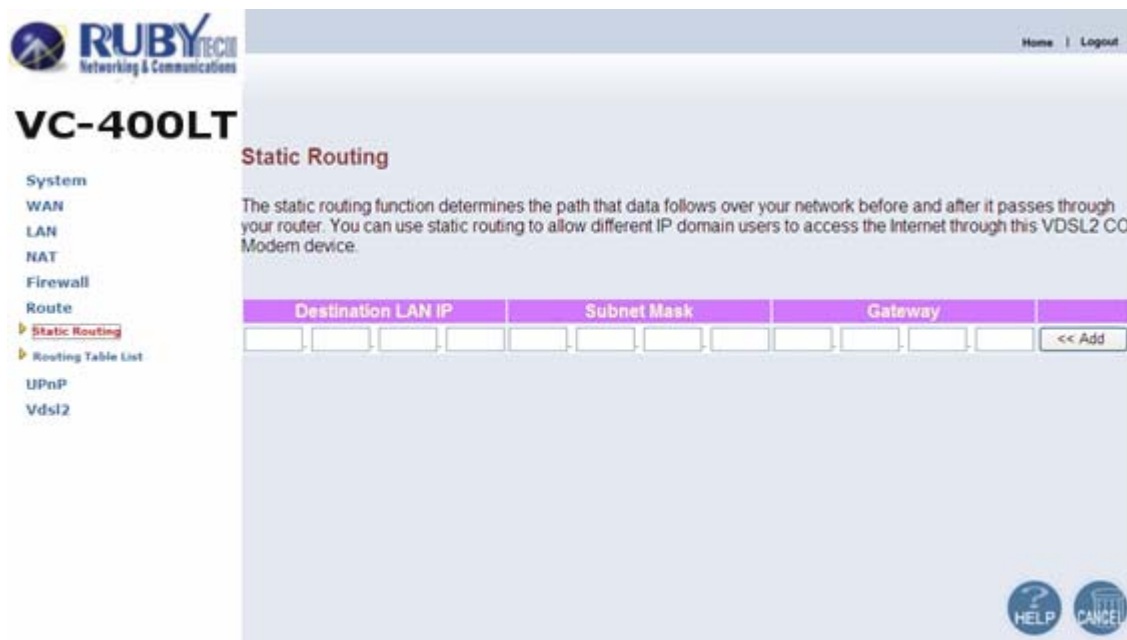 RUBYTECH
Networking & Communications
Home | Logout
VC-400LT
System
WAN
LAN
NAT
Firewall
Route
Static Routing
Routing Table List
UPnP
Vdsl2
Static Routing
The static routing function determines the path that data follows over your network before and after it passes through
your router. You can use static routing to allow different IP domain users to access the Internet through this VDSL2 CO
Modem device.
Destination LAN IP Subnet Mask Gateway
. . . . . . . . . << Add
? HELP CANCEL